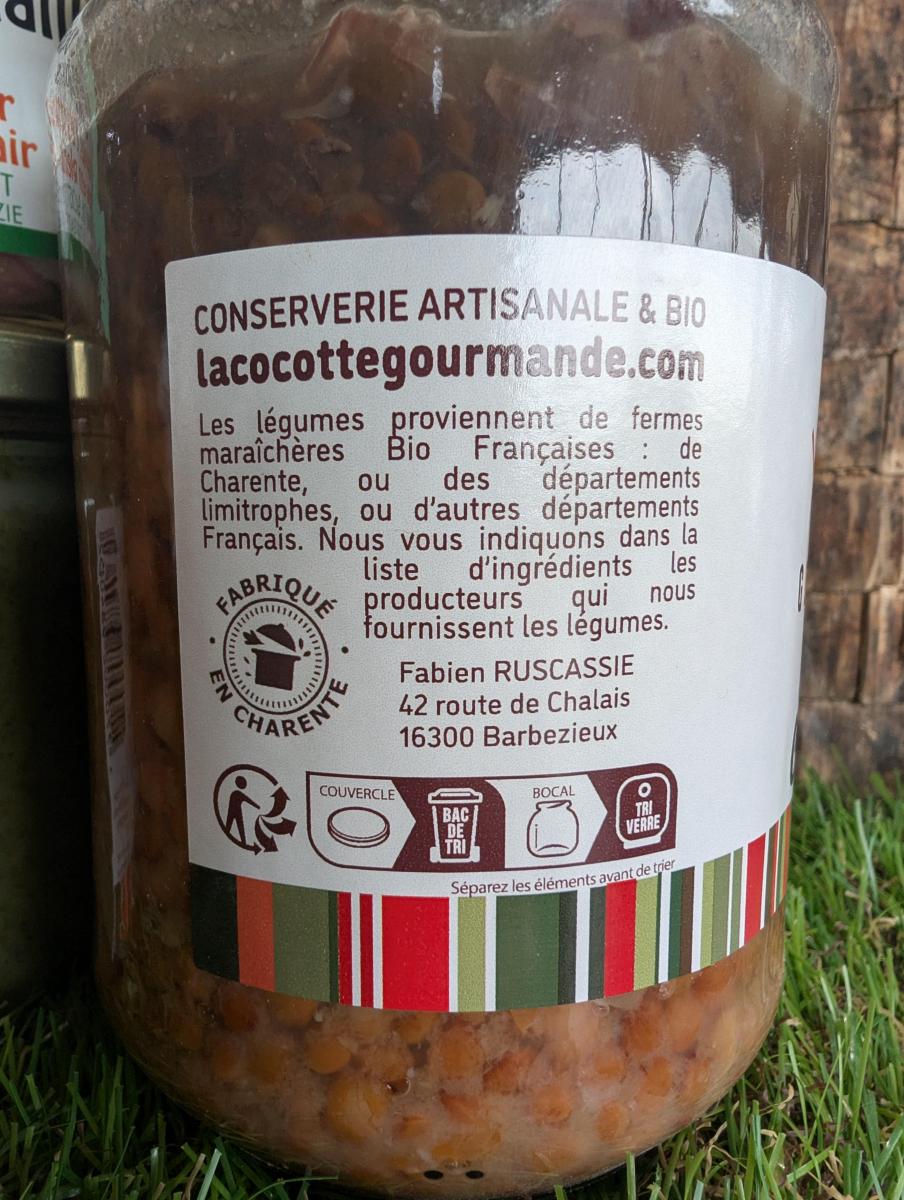 r
air
T
ZIE
CONSERVERIE ARTISANALE & BIO
lacocottegourmande.com
Les légumes proviennent de fermes
maraîchères Bio Françaises : de
Charente, ou des départements
limitrophes, ou d'autres départements
Français. Nous vous indiquons dans la
liste d'ingrédients les
producteurs qui nous
fournissent les légumes.
FABRIQUÉ
EN CHARENTE
Fabien RUSCASSIE
42 route de Chalais
16300 Barbezieux
COUVERCLE
BAC
DE
TRI
BOCAL
TRI
VERRE
Séparez les éléments avant de trier